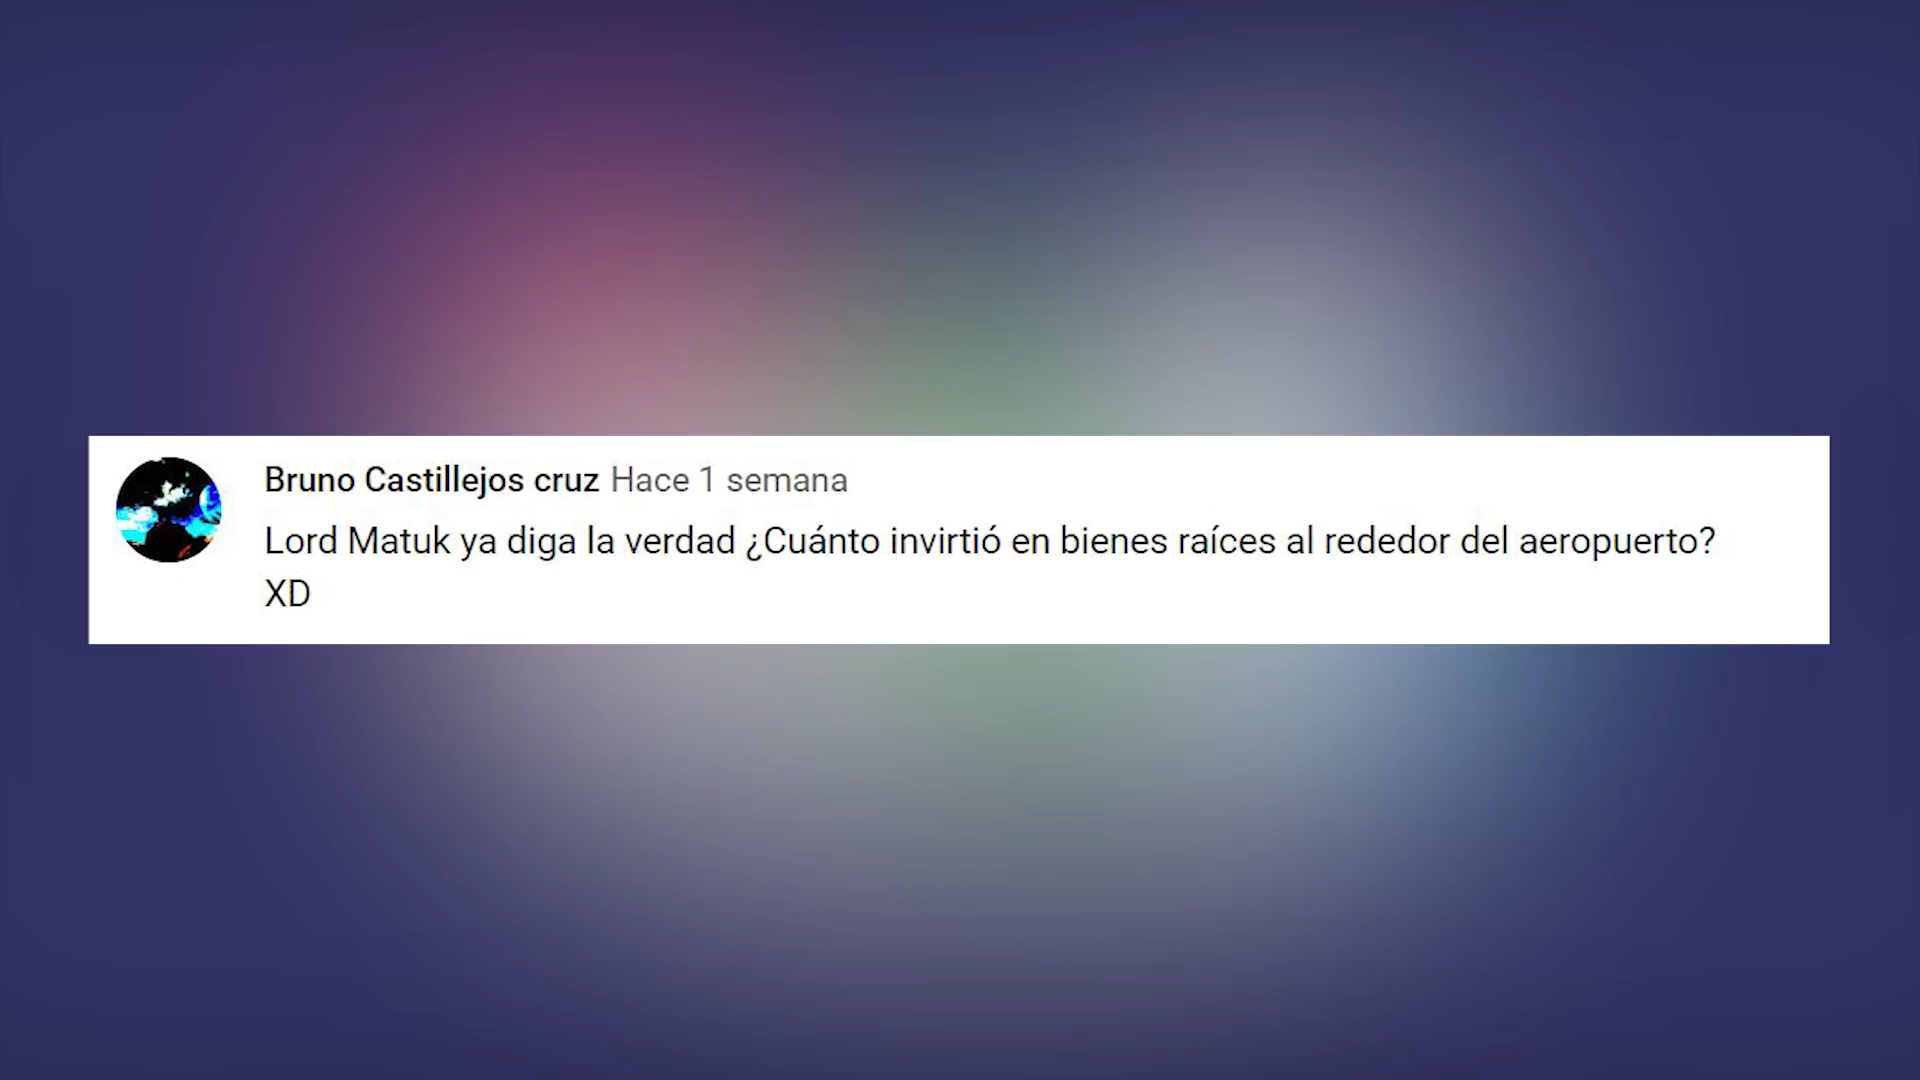 Bruno Castillejos cruz Hace 1 semana
Lord Matuk ya diga la verdad ¿Cuánto invirtió en bienes raíces al rededor del aeropuerto?
XD